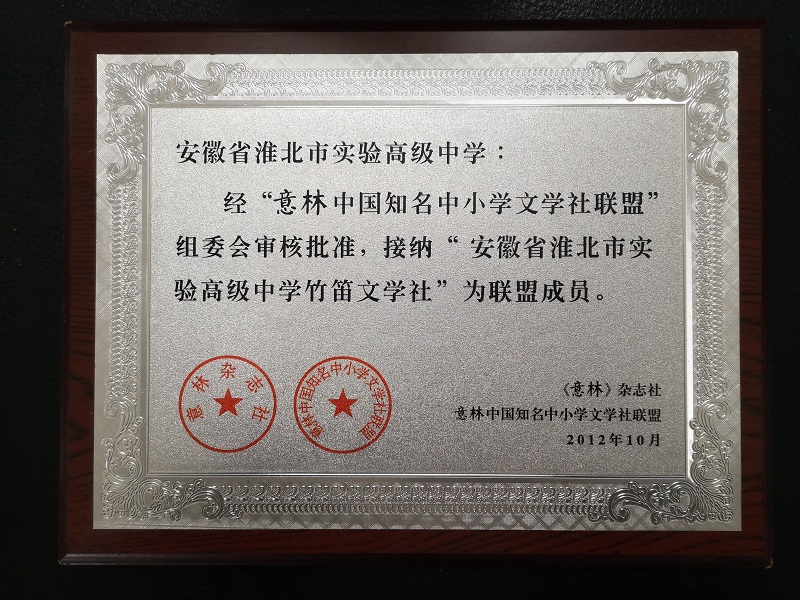 安徽省淮北市实验高级中学：
经“意林中国知名中小学文学社联盟”
组委会审核批准，接纳“安徽省淮北市实
验高级中学竹笛文学社”为联盟成员。
意林杂志社
意林中国知名中小学文学社联盟
《意林》杂志社
意林中国知名中小学文学社联盟
2012年10月